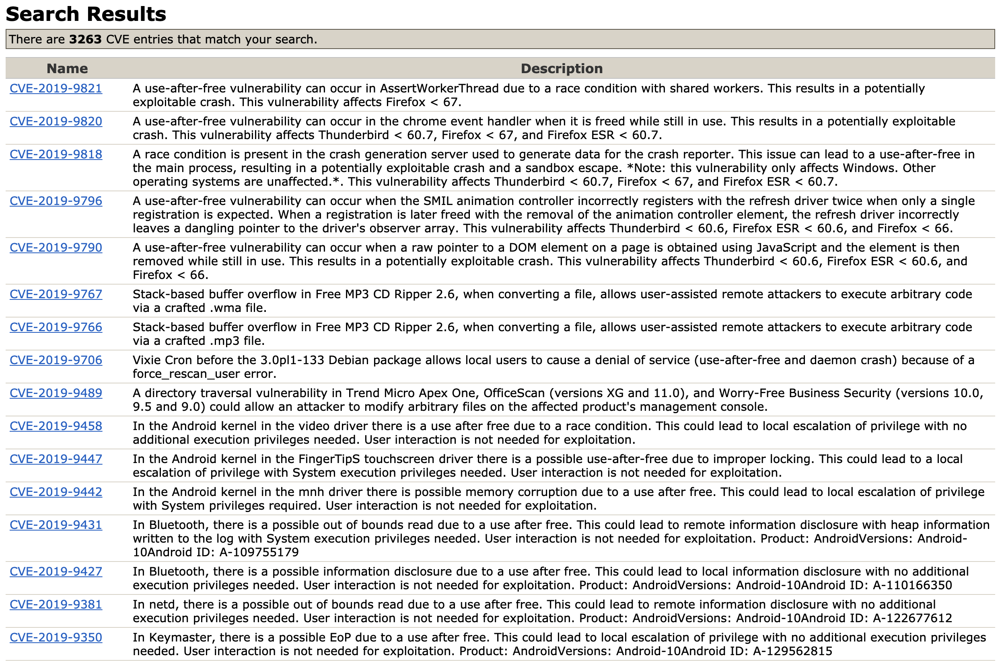 Search Results
There are 3263 CVE entries that match your search.
Name Description
CVE-2019-9821 A use-after-free vulnerability can occur in AssertWorkerThread due to a race condition with shared workers. This results in a potentially
exploitable crash. This vulnerability affects Firefox < 67.
CVE-2019-9820 A use-after-free vulnerability can occur in the chrome event handler when it is freed while still in use. This results in a potentially exploitable
crash. This vulnerability affects Thunderbird < 60.7, Firefox < 67, and Firefox ESR < 60.7.
CVE-2019-9818 A race condition is present in the crash generation server used to generate data for the crash reporter. This issue can lead to a use-after-free in
the main process, resulting in a potentially exploitable crash and a sandbox escape. *Note: this vulnerability only affects Windows. Other
operating systems are unaffected.*. This vulnerability affects Thunderbird < 60.7, Firefox < 67, and Firefox ESR < 60.7.
CVE-2019-9796 A use-after-free vulnerability can occur when the SMIL animation controller incorrectly registers with the refresh driver twice when only a single
registration is expected. When a registration is later freed with the removal of the animation controller element, the refresh driver incorrectly
leaves a dangling pointer to the driver's observer array. This vulnerability affects Thunderbird < 60.6, Firefox ESR < 60.6, and Firefox < 66.
CVE-2019-9790 A use-after-free vulnerability can occur when a raw pointer to a DOM element on a page is obtained using JavaScript and the element is then
removed while still in use. This results in a potentially exploitable crash. This vulnerability affects Thunderbird < 60.6, Firefox ESR < 60.6, and
Firefox < 66.
CVE-2019-9767 Stack-based buffer overflow in Free MP3 CD Ripper 2.6, when converting a file, allows user-assisted remote attackers to execute arbitrary code
via a crafted .wma file.
CVE-2019-9766 Stack-based buffer overflow in Free MP3 CD Ripper 2.6, when converting a file, allows user-assisted remote attackers to execute arbitrary code
via a crafted .mp3 file.
CVE-2019-9706 Vixie Cron before the 3.0pl1-133 Debian package allows local users to cause a denial of service (use-after-free and daemon crash) because of a
force_rescan_user error.
CVE-2019-9489 A directory traversal vulnerability in Trend Micro Apex One, OfficeScan (versions XG and 11.0), and Worry-Free Business Security (versions 10.0,
9.5 and 9.0) could allow an attacker to modify arbitrary files on the affected product's management console.
CVE-2019-9458 In the Android kernel in the video driver there is a use after free due to a race condition. This could lead to local escalation of privilege with no
additional execution privileges needed. User interaction is not needed for exploitation.
CVE-2019-9447 In the Android kernel in the FingerTipS touchscreen driver there is a possible use-after-free due to improper locking. This could lead to a local
escalation of privilege with System execution privileges needed. User interaction is not needed for exploitation.
CVE-2019-9442 In the Android kernel in the mnh driver there is possible memory corruption due to a use after free. This could lead to local escalation of privilege
with System privileges required. User interaction is not needed for exploitation.
CVE-2019-9431 In Bluetooth, there is a possible out of bounds read due to a use after free. This could lead to remote information disclosure with heap information
written to the log with System execution privileges needed. User interaction is not needed for exploitation. Product: AndroidVersions: Android-
10Android ID: A-109755179
CVE-2019-9427 In Bluetooth, there is a possible information disclosure due to a use after free. This could lead to local information disclosure with no additional
execution privileges needed. User interaction is not needed for exploitation. Product: AndroidVersions: Android-10Android ID: A-110166350
CVE-2019-9381 In netd, there is a possible out of bounds read due to a use after free. This could lead to remote information disclosure with no additional
execution privileges needed. User interaction is not needed for exploitation. Product: AndroidVersions: Android-10Android ID: A-122677612
CVE-2019-9350 In Keymaster, there is a possible EoP due to a use after free. This could lead to local escalation of privilege with no additional execution privileges
needed. User interaction is not needed for exploitation. Product: AndroidVersions: Android-10Android ID: A-129562815